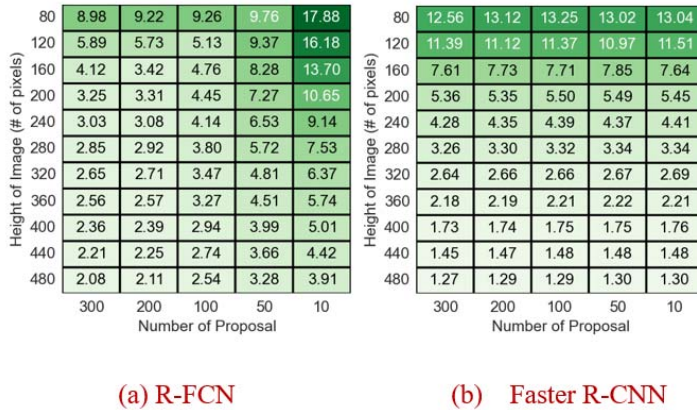 80 8.98 9.22 9.26 9.76 17.88
120 5.89 5.73 5.13 9.37 16.18
160 4.12 3.42 4.76 8.28 13.70
200 3.25 3.31 4.45 7.27 10.65
240 3.03 3.08 4.14 6.53 9.14
280 2.85 2.92 3.80 5.72 7.53
320 2.65 2.71 3.47 4.81 6.37
360 2.56 2.57 3.27 4.51 5.74
400 2.36 2.39 2.94 3.99 5.01
440 2.21 2.25 2.74 3.66 4.42
480 2.08 2.11 2.54 3.28 3.91
300 200 100 50 10
Height of Image (# of pixels)
Number of Proposal
(a) R-FCN
80 12.56 13.12 13.25 13.02 13.04
120 11.39 11.12 11.37 10.97 11.51
160 7.61 7.73 7.71 7.85 7.64
200 5.36 5.35 5.50 5.49 5.45
240 4.28 4.35 4.39 4.37 4.41
280 3.26 3.30 3.32 3.34 3.34
320 2.64 2.66 2.66 2.67 2.69
360 2.18 2.19 2.21 2.22 2.21
400 1.73 1.74 1.75 1.75 1.76
440 1.45 1.47 1.48 1.48 1.48
480 1.27 1.29 1.29 1.30 1.30
300 200 100 50 10
Height of Image (# of pixels)
Number of Proposal
(b) Faster R-CNN